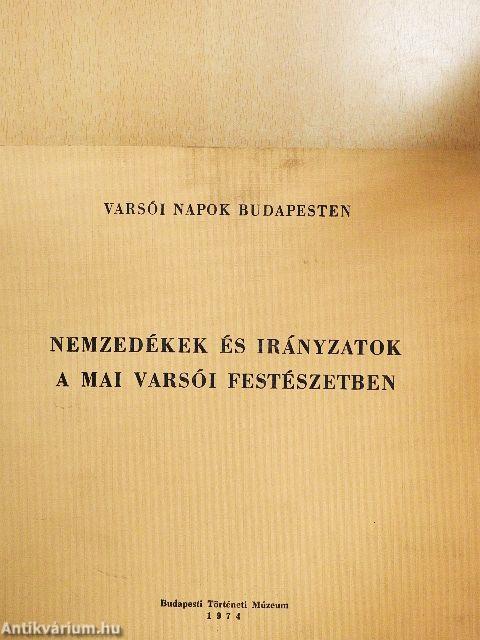 VARSÓI NAPOK BUDAPESTEN
NEMZEDÉKEK ÉS IRÁNYZATOK
A MAI VARSÓI FESTÉSZETBEN
Budapesti Történeti Múzeum
1974
Antikvárium.hu